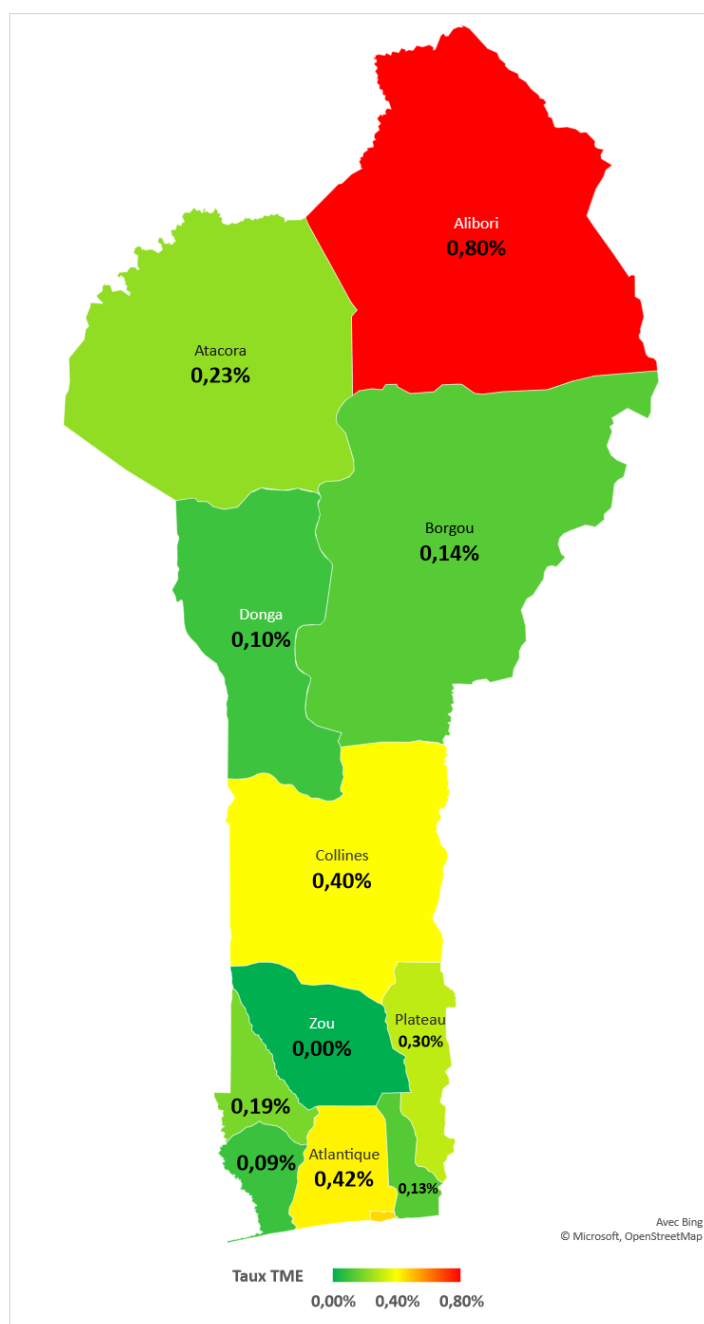 Alibori
0,80%
Atacora
0,23%
Borgou
0,14%
Donga
0,10%
Collines
0,40%
Zou
0,00%
Plateau
0,30%
0,19%
0,09%
Atlantique
0,42%
0,13%
Avec Bing
© Microsoft, OpenStreetMap
Taux TME
0,00% 0,40% 0,80%